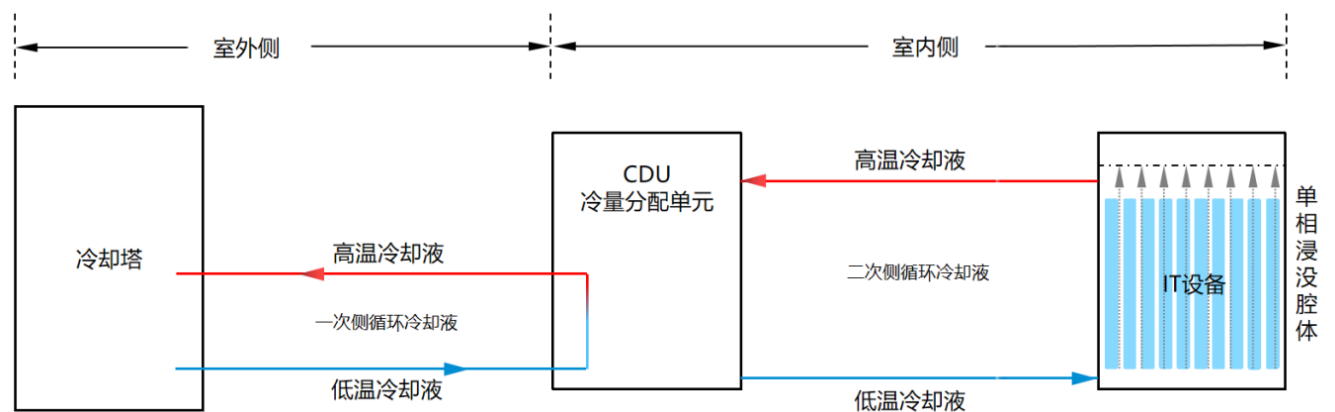 室外侧
室内侧
CDU
冷量分配单元
高温冷却液
单相浸没腔体
冷却塔
高温冷却液
二次侧循环冷却液
IT设备
一次侧循环冷却液
低温冷却液
低温冷却液